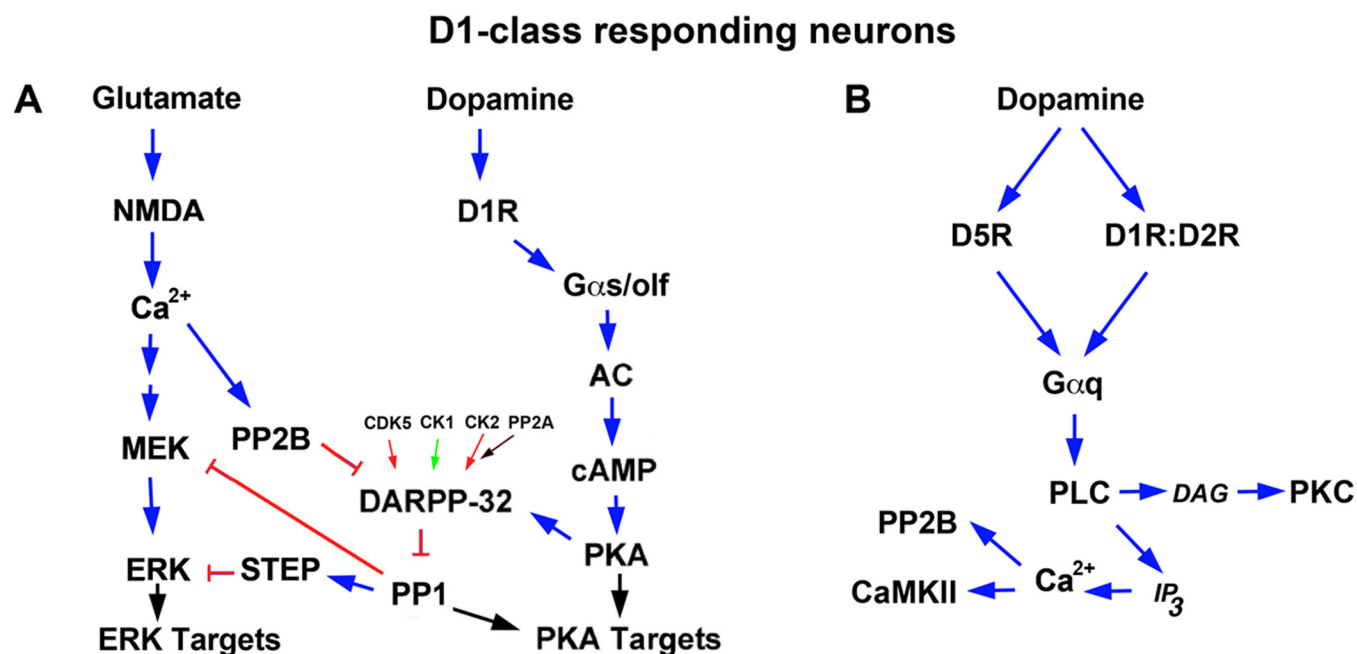 D1-class responding neurons
A
Glutamate
Dopamine
NMDA
D1R
Ca²⁺
Gαs/olf
AC
MEK
PP2B
CDK5 CK1 CK2 PP2A
cAMP
DARPP-32
PKA
ERK
STEP
PP1
ERK Targets
PKA Targets
B
Dopamine
D5R
D1R:D2R
Gαq
PLC
DAG
PKC
PP2B
Ca²⁺
IP₃
CaMKII